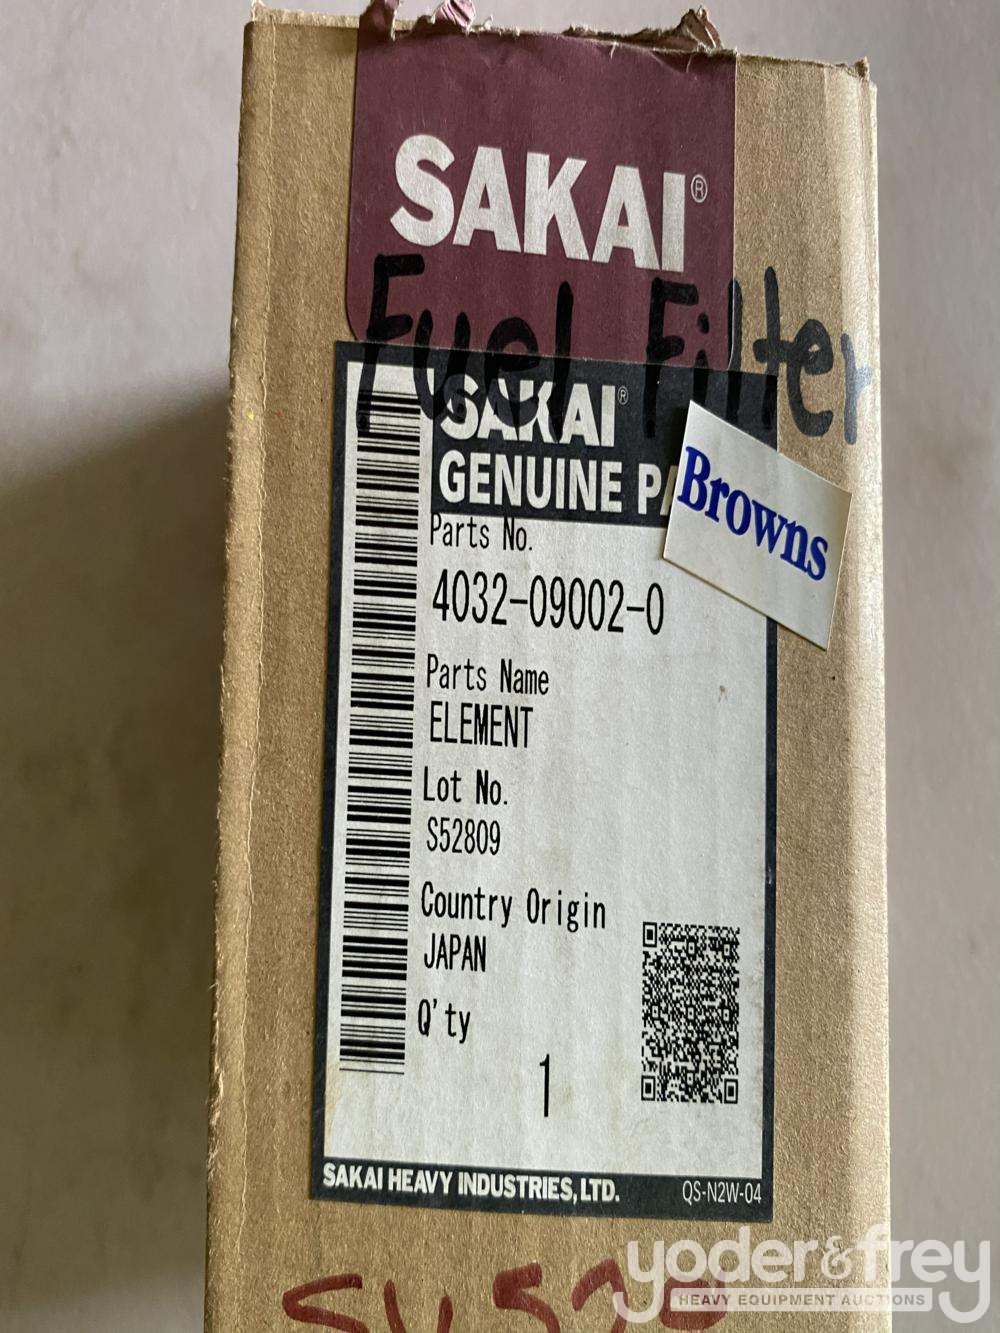 SAKAI®
Fuel Filter
SAKAI®
GENUINE
Browns
Parts No.
4032-09002-0
Parts Name
ELEMENT
Lot No.
S52809
Country Origin
JAPAN
Q'ty
1
SAKAI HEAVY INDUSTRIES, LTD.
QS-N2W-04
yoder&frey
HEAVY EQUIPMENT AUCTIONS